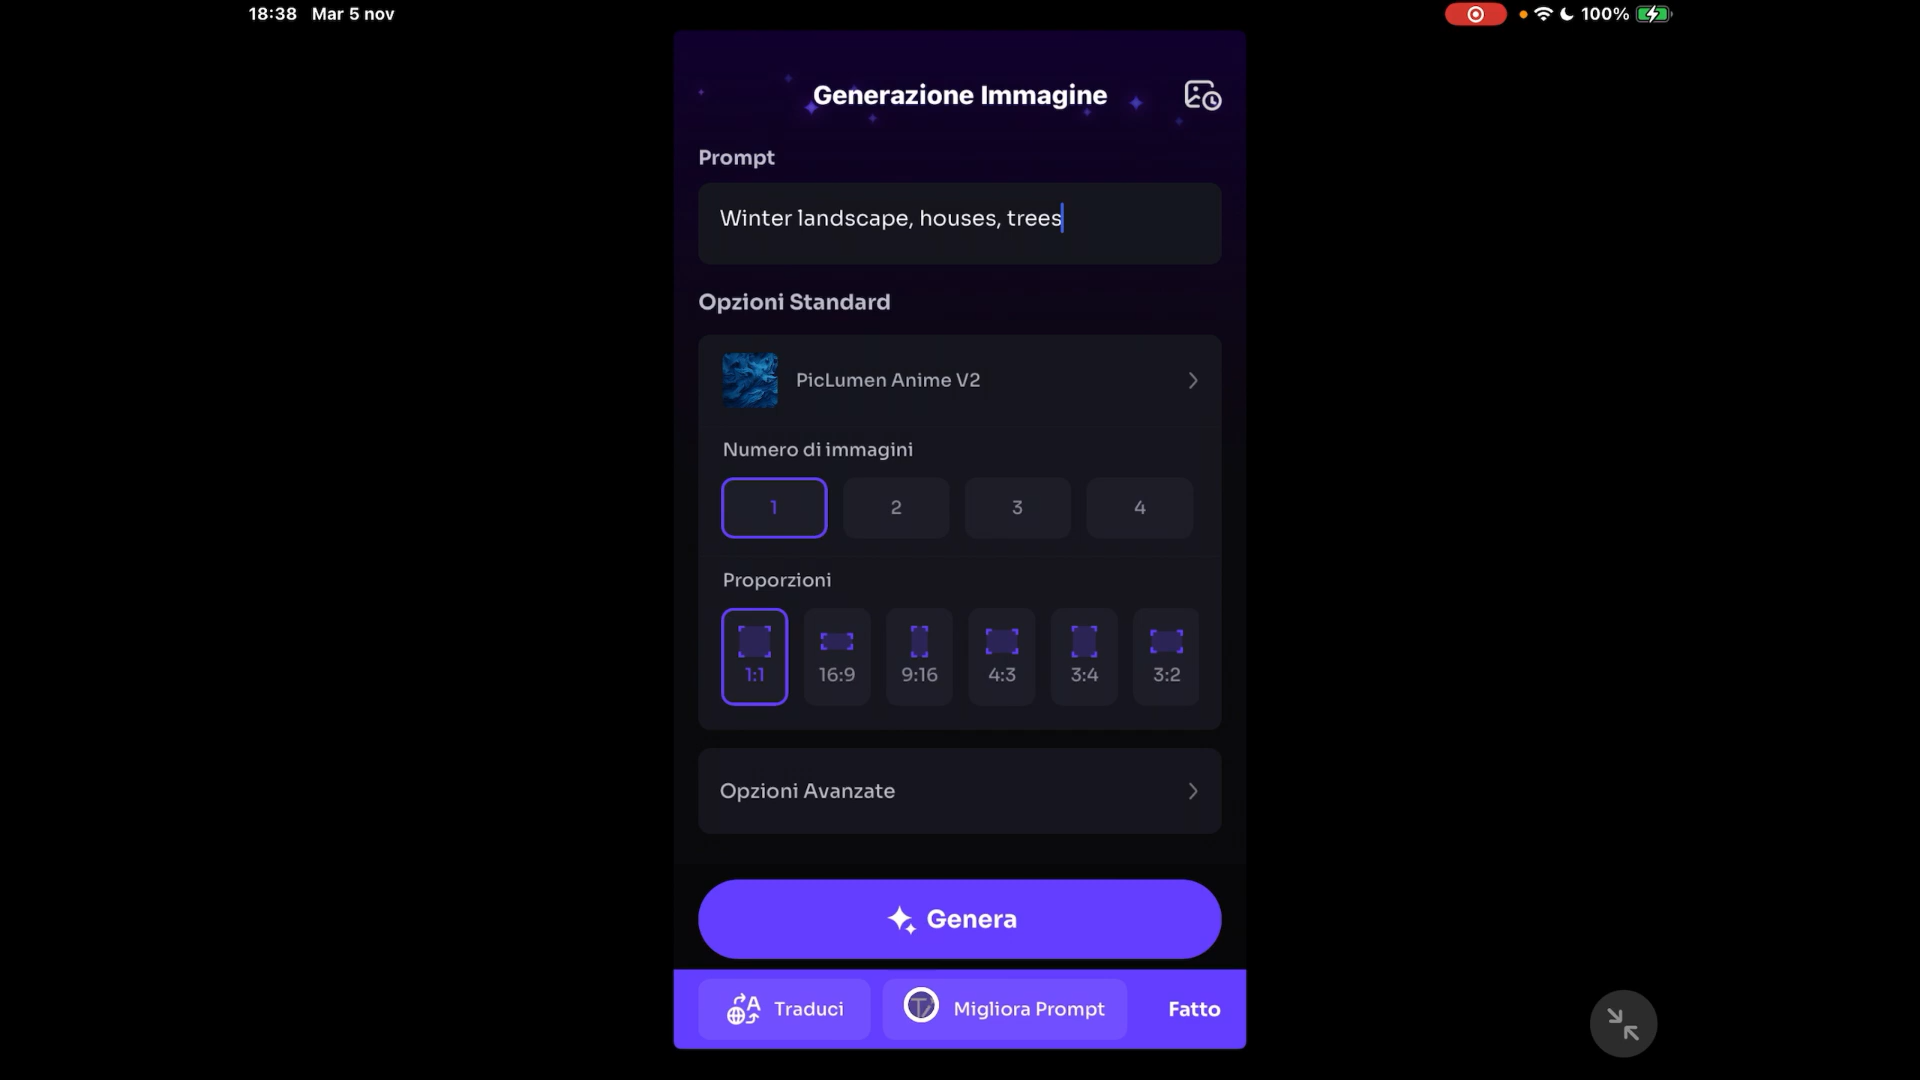 18:38 Mar 5 nov 100%
Generazione Immagine
Prompt
Winter landscape, houses, trees
Opzioni Standard
PicLumen Anime V2
Numero di immagini
1 2 3 4
Proporzioni
1:1 16:9 9:16 4:3 3:4 3:2
Opzioni Avanzate
Genera
Traduci Migliora Prompt Fatto